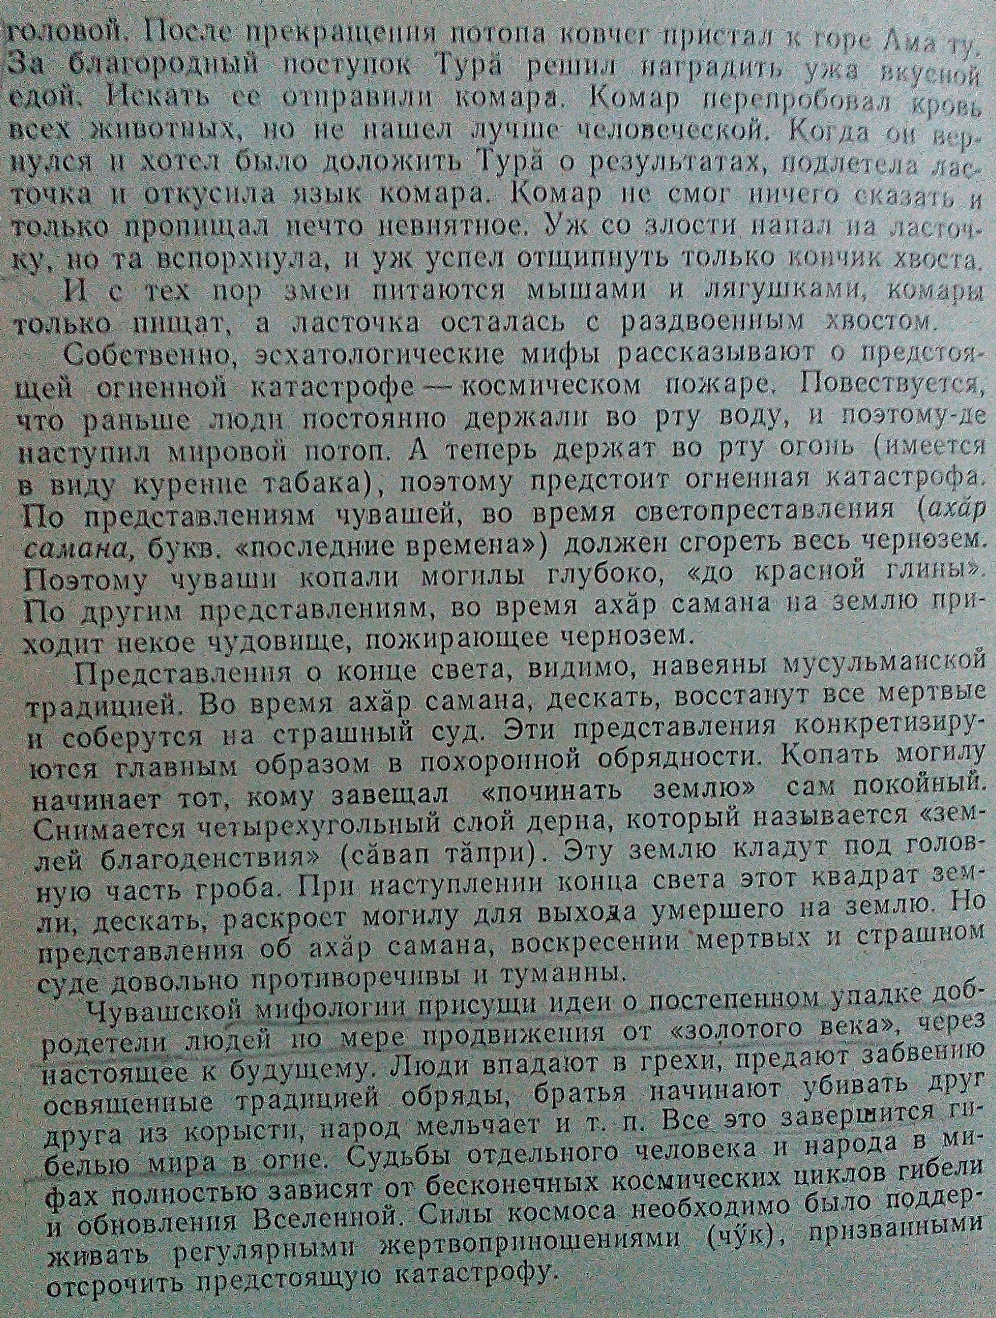 головой. После прекращения потопа ковчег пристал к горе Ама ту.
За благородный поступок Турӑ решил наградить ужа вкусной
едой. Искать ее отправили комара. Комар перепробовал кровь
всех животных, но не нашел лучше человеческой. Когда он вер-
нулся и хотел было доложить Турӑ о результатах, подлетела лас-
точка и откусила язык комара. Комар не смог ничего сказать и
только пропищал нечто невнятное. Уж со злости напал на ласточ-
ку, но та вспорхнула, и уж успел отщипнуть только кончик хвоста.
И с тех пор змеи питаются мышами и лягушками, комары
только пищат, а ласточка осталась с раздвоенным хвостом.
Собственно, эсхатологические мифы рассказывают о предстоя-
щей огненной катастрофе — космическом пожаре. Повествуется,
что раньше люди постоянно держали во рту воду, и поэтому-де
наступил мировой потоп. А теперь держат во рту огонь (имеется
в виду курение табака), поэтому предстоит огненная катастрофа.
По представлениям чувашей, во время светопреставления (ахӑр
самана, букв. «последние времена») должен сгореть весь чернозем.
Поэтому чуваши копали могилы глубоко, «до красной глины».
По другим представлениям, во время ахӑр самана на землю при-
ходит некое чудовище, пожирающее чернозем.
Представления о конце света, видимо, навеяны мусульманской
традицией. Во время ахӑр самана, дескать, восстанут все мертвые
и соберутся на страшный суд. Эти представления конкретизиру-
ются главным образом в похоронной обрядности. Копать могилу
начинает тот, кому завещал «починать землю» сам покойный.
Снимается четырехугольный слой дерна, который называется «зем-
лей благоденствия» (сӑвап тӑпри). Эту землю кладут под голов-
ную часть гроба. При наступлении конца света этот квадрат зем-
ли, дескать, раскроет могилу для выхода умершего на землю. Но
представления об ахӑр самана, воскресении мертвых и страшном
суде довольно противоречивы и туманны.
Чувашской мифологии присущи идеи о постепенном упадке доб-
родетели людей по мере продвижения от «золотого века», через
настоящее к будущему. Люди впадают в грехи, предают забвению
освященные традицией обряды, братья начинают убивать друг
друга из корысти, народ мельчает и т. п. Все это завершится ги-
белью мира в огне. Судьбы отдельного человека и народа в ми-
фах полностью зависят от бесконечных космических циклов гибели
и обновления Вселенной. Силы космоса необходимо было поддер-
живать регулярными жертвоприношениями (чӳк), призванными
отсрочить предстоящую катастрофу.